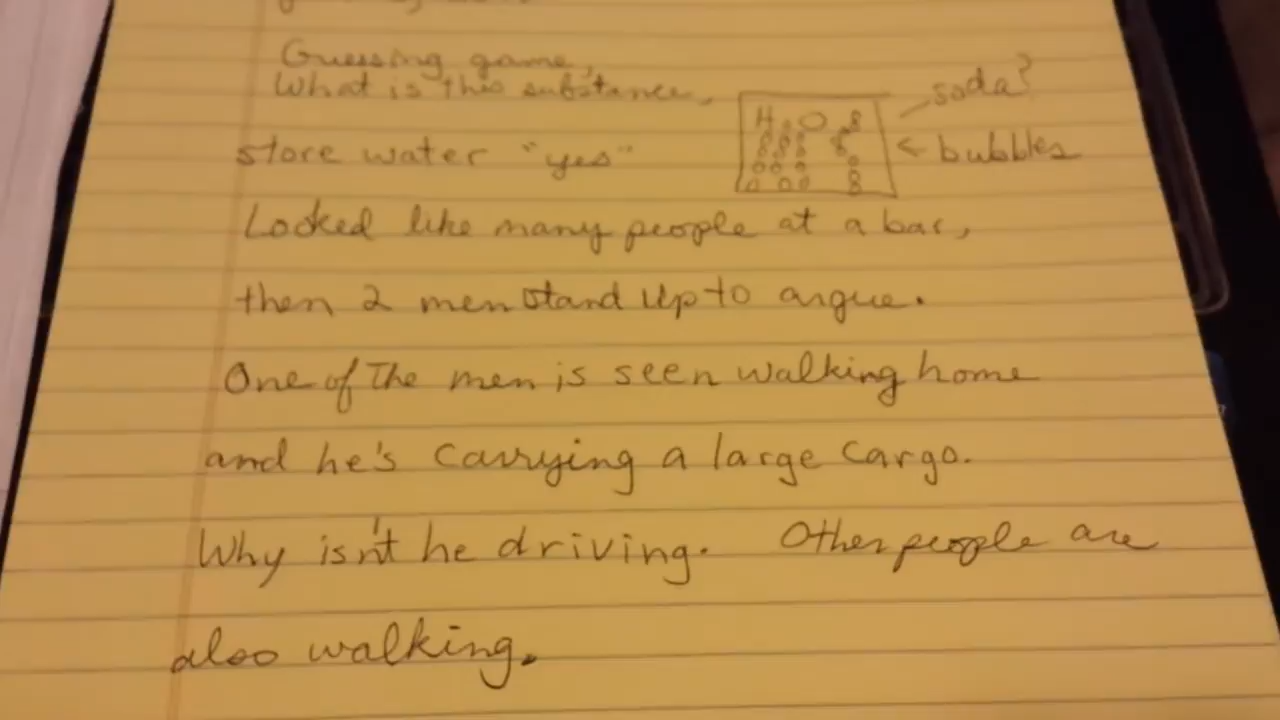 Guessing game,
What is this substance,
soda?
H2O
store water "yes"
< bubbles
Looked like many people at a bar,
then 2 men stand up to argue.
One of The men is seen walking home
and he's carrying a large cargo.
Why isn't he driving. Other people are
also walking.